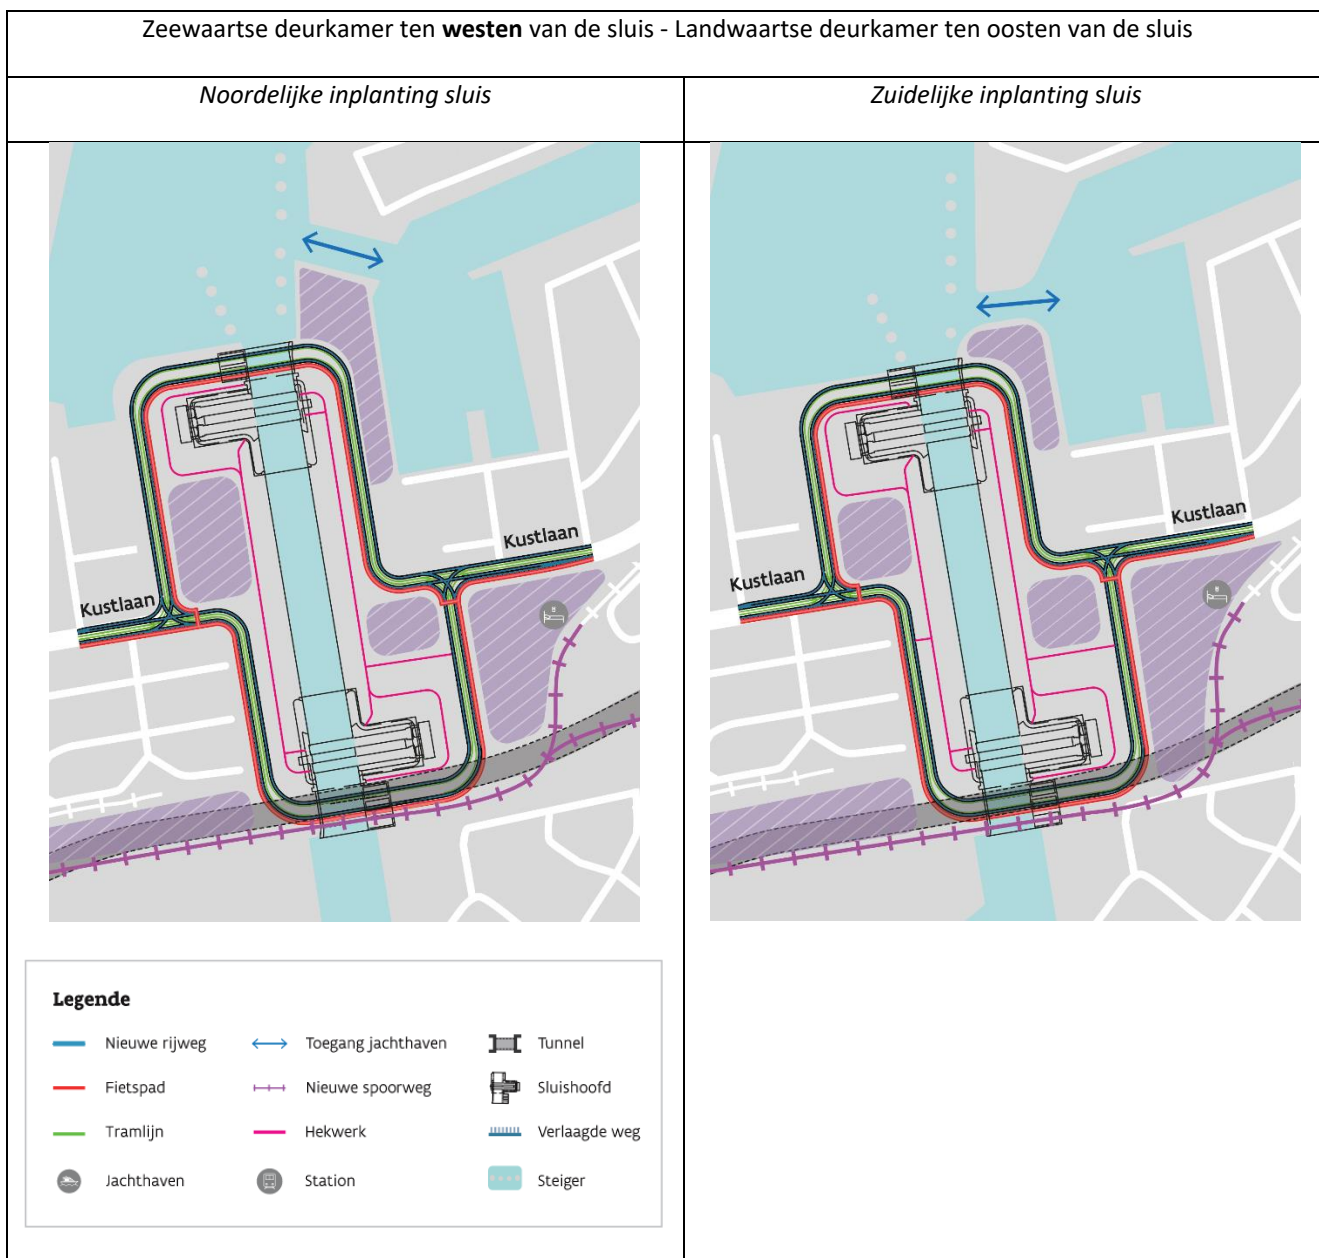 Zeewaartse deurkamer ten westen van de sluis - Landwaartse deurkamer ten oosten van de sluis
Noordelijke inplanting sluis
Zuidelijke inplanting sluis
Kustlaan
Kustlaan
Kustlaan
Kustlaan
Legende
Nieuwe rijweg
Toegang jachthaven
Tunnel
Fietspad
Nieuwe spoorweg
Sluishoofd
Tramlijn
Hekwerk
Verlaagde weg
Jachthaven
Station
Steiger